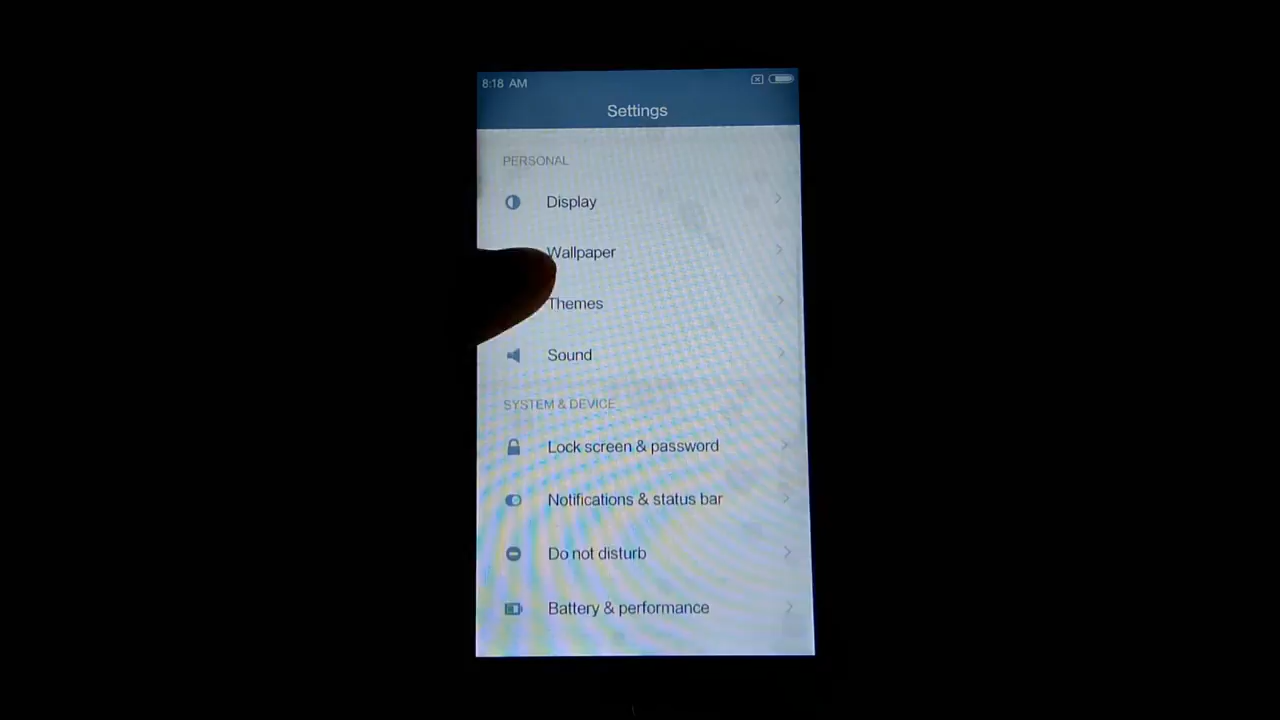 8:18 AM
Settings
PERSONAL
Display
Wallpaper
Themes
Sound
SYSTEM & DEVICE
Lock screen & password
Notifications & status bar
Do not disturb
Battery & performance